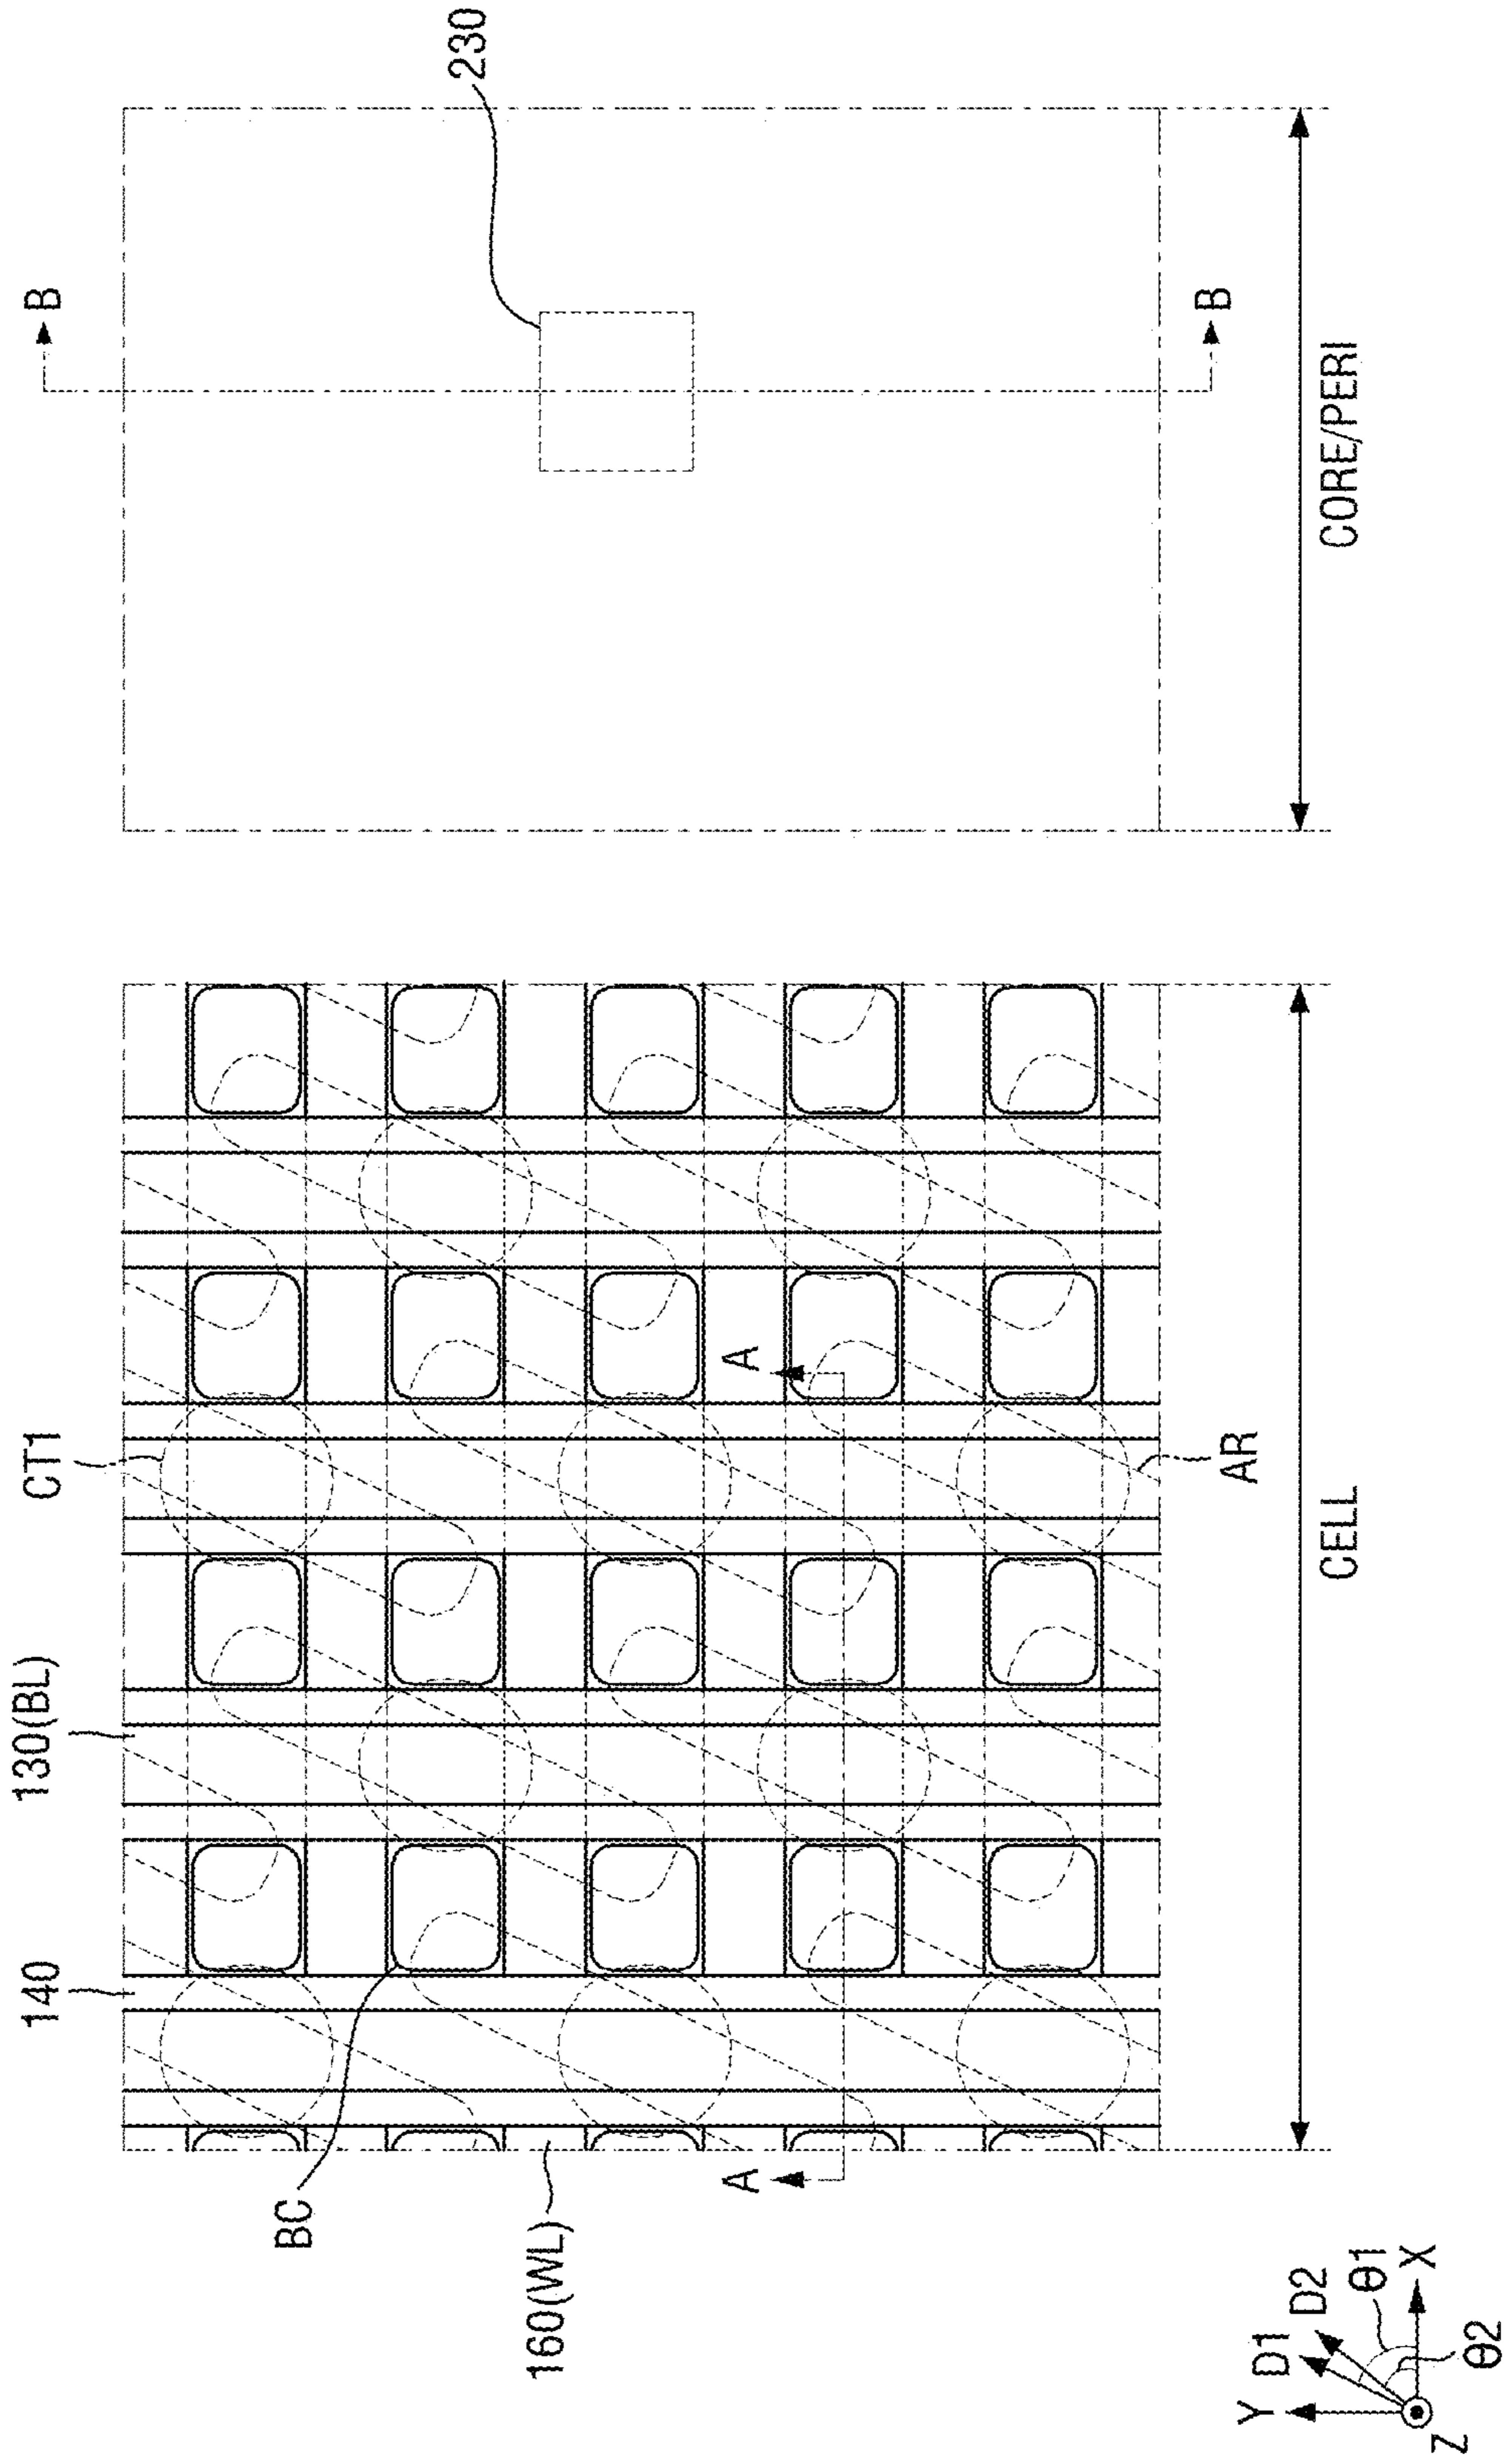 CT1
130(BL)
140
B
230
BC
160(WL)
A
A
AR
B
CELL
CORE/PERI
Y
D1
D2
θ1
X
θ2
Z